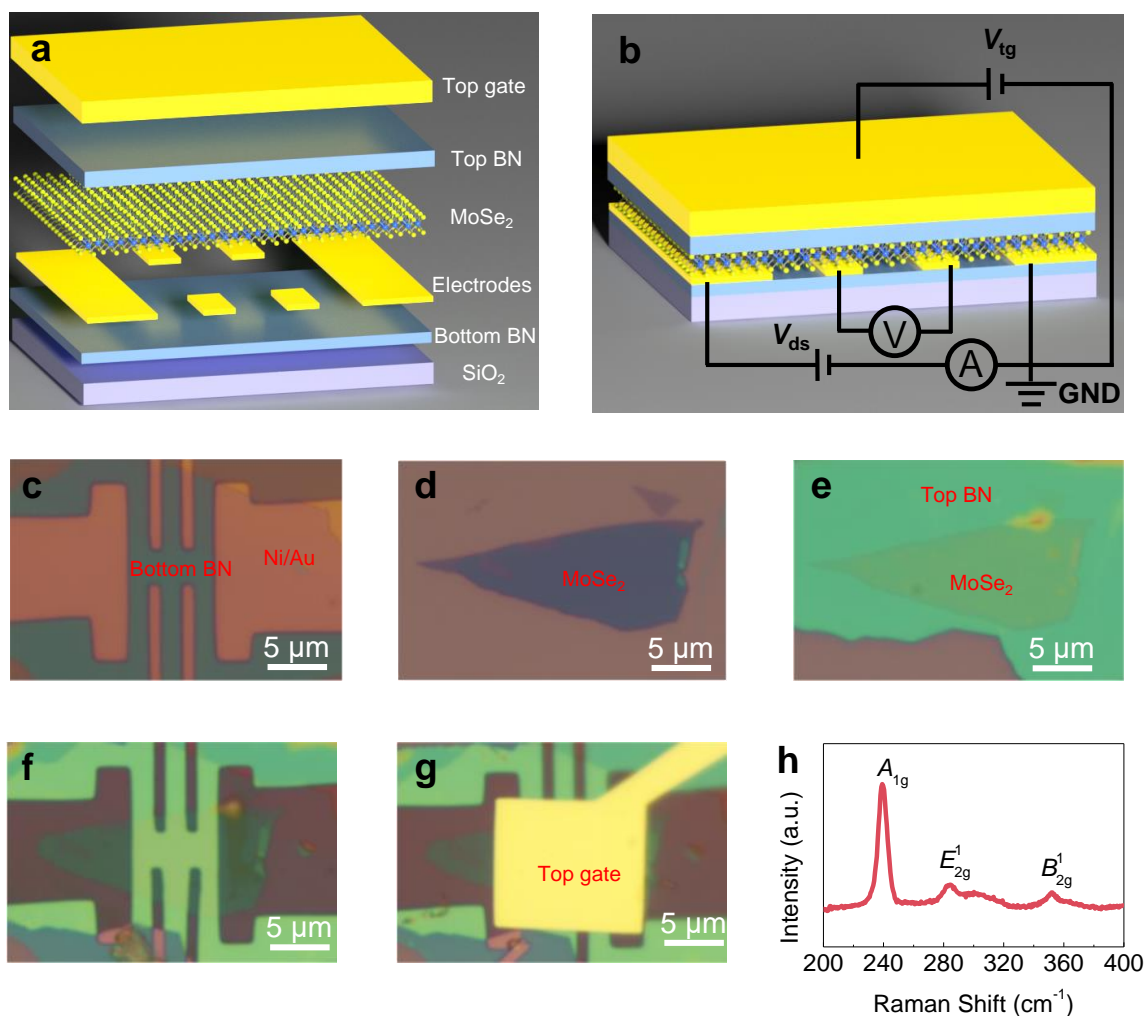 a
Top gate
Top BN
MoSe₂
Electrodes
Bottom BN
SiO₂
b
Vtg
V
Vds
A
GND
c
Bottom BN
Ni/Au
5 μm
d
MoSe₂
5 μm
e
Top BN
MoSe₂
5 μm
f
5 μm
g
Top gate
5 μm
h
A1g
E¹2g
B¹2g
Intensity (a.u.)
200 240 280 320 360 400
Raman Shift (cm⁻¹)